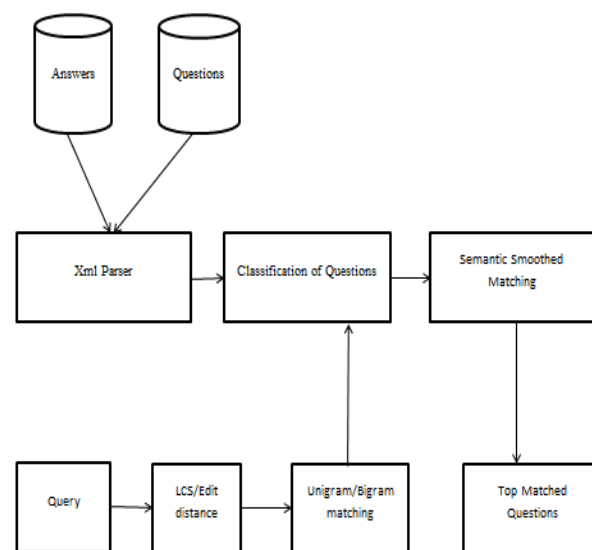 Answers
Questions
Xml Parser
Classification of Questions
Semantic Smoothed
Matching
Query
LCS/Edit
distance
Unigram/Bigram
matching
Top Matched
Questions